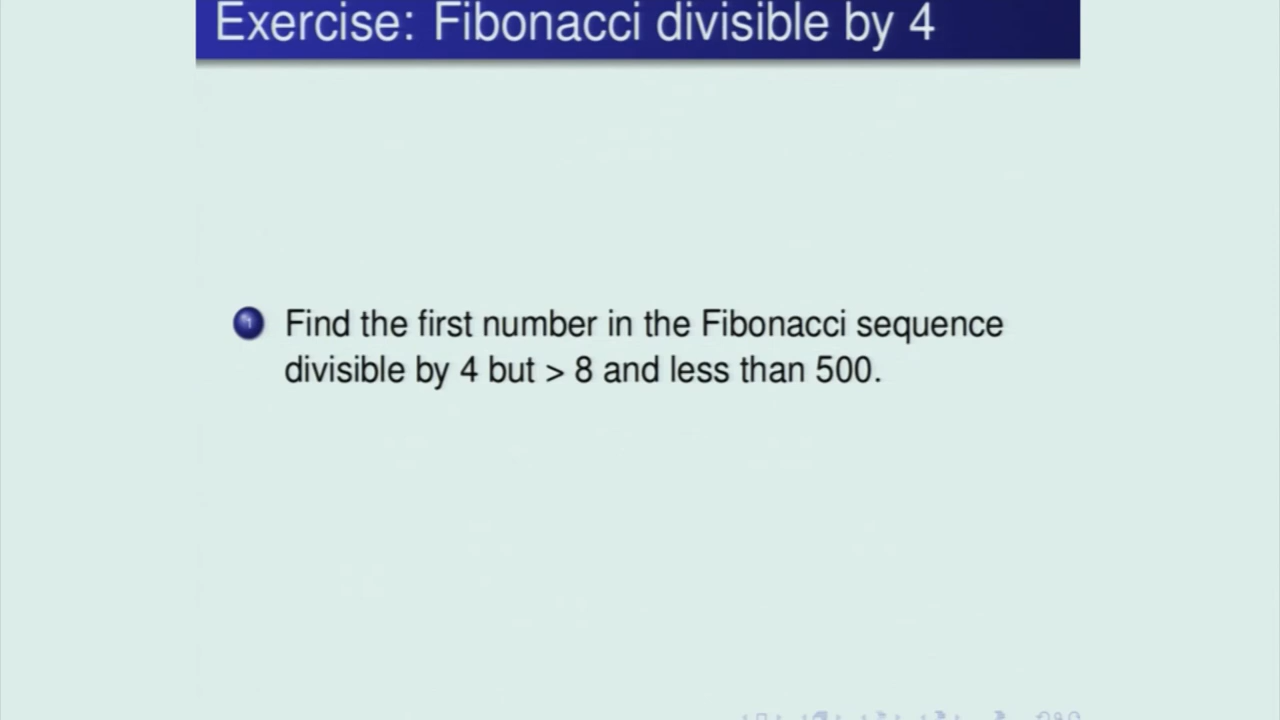 Exercise: Fibonacci divisible by 4
1 Find the first number in the Fibonacci sequence
divisible by 4 but > 8 and less than 500.